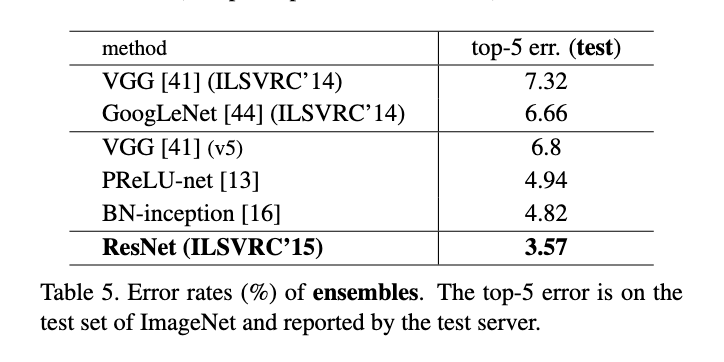 method top-5 err. (test)
VGG [41] (ILSVRC’14) 7.32
GoogLeNet [44] (ILSVRC’14) 6.66
VGG [41] (v5) 6.8
PReLU-net [13] 4.94
BN-inception [16] 4.82
ResNet (ILSVRC’15) 3.57
Table 5. Error rates (%) of ensembles. The top-5 error is on the
test set of ImageNet and reported by the test server.